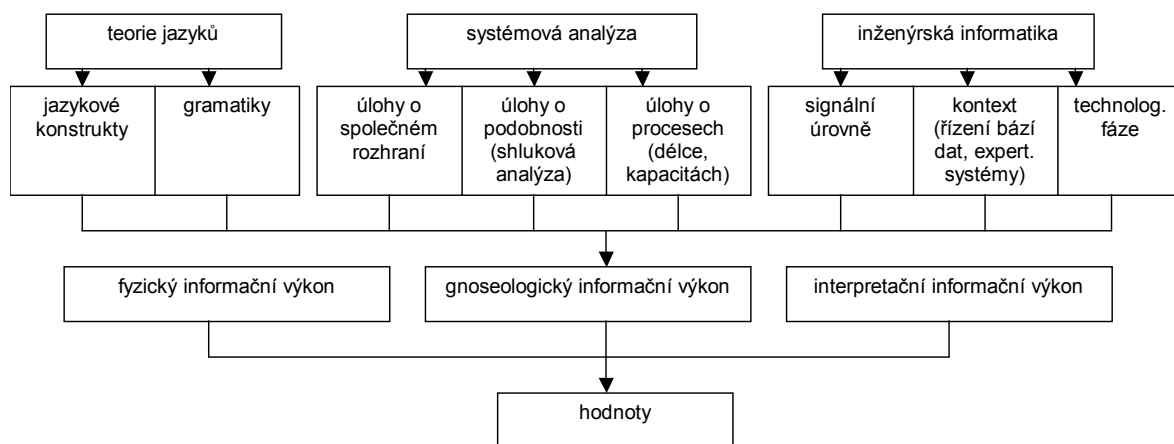 teorie jazyků
systémová analýza
inženýrská informatika
jazykové
konstrukty
gramatiky
úlohy o
společném
rozhraní
úlohy o
podobnosti
(shluková
analýza)
úlohy o
procesech
(délce,
kapacitách)
signální
úrovně
kontext
(řízení bází
dat, expert.
systémy)
technolog.
fáze
fyzický informační výkon
gnoseologický informační výkon
interpretační informační výkon
hodnoty